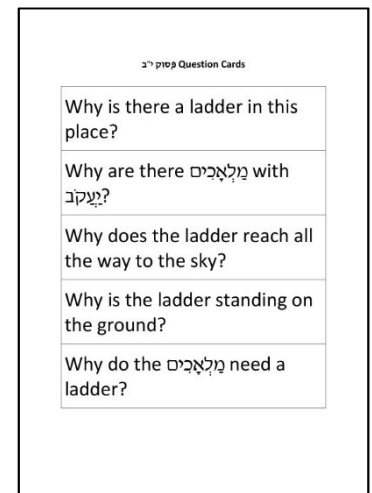 פסוק י"ב Question Cards
Why is there a ladder in this
place?
Why are there מַלְאָכִים with
יַעֲקֹב?
Why does the ladder reach all
the way to the sky?
Why is the ladder standing on
the ground?
Why do the מַלְאָכִים need a
ladder?